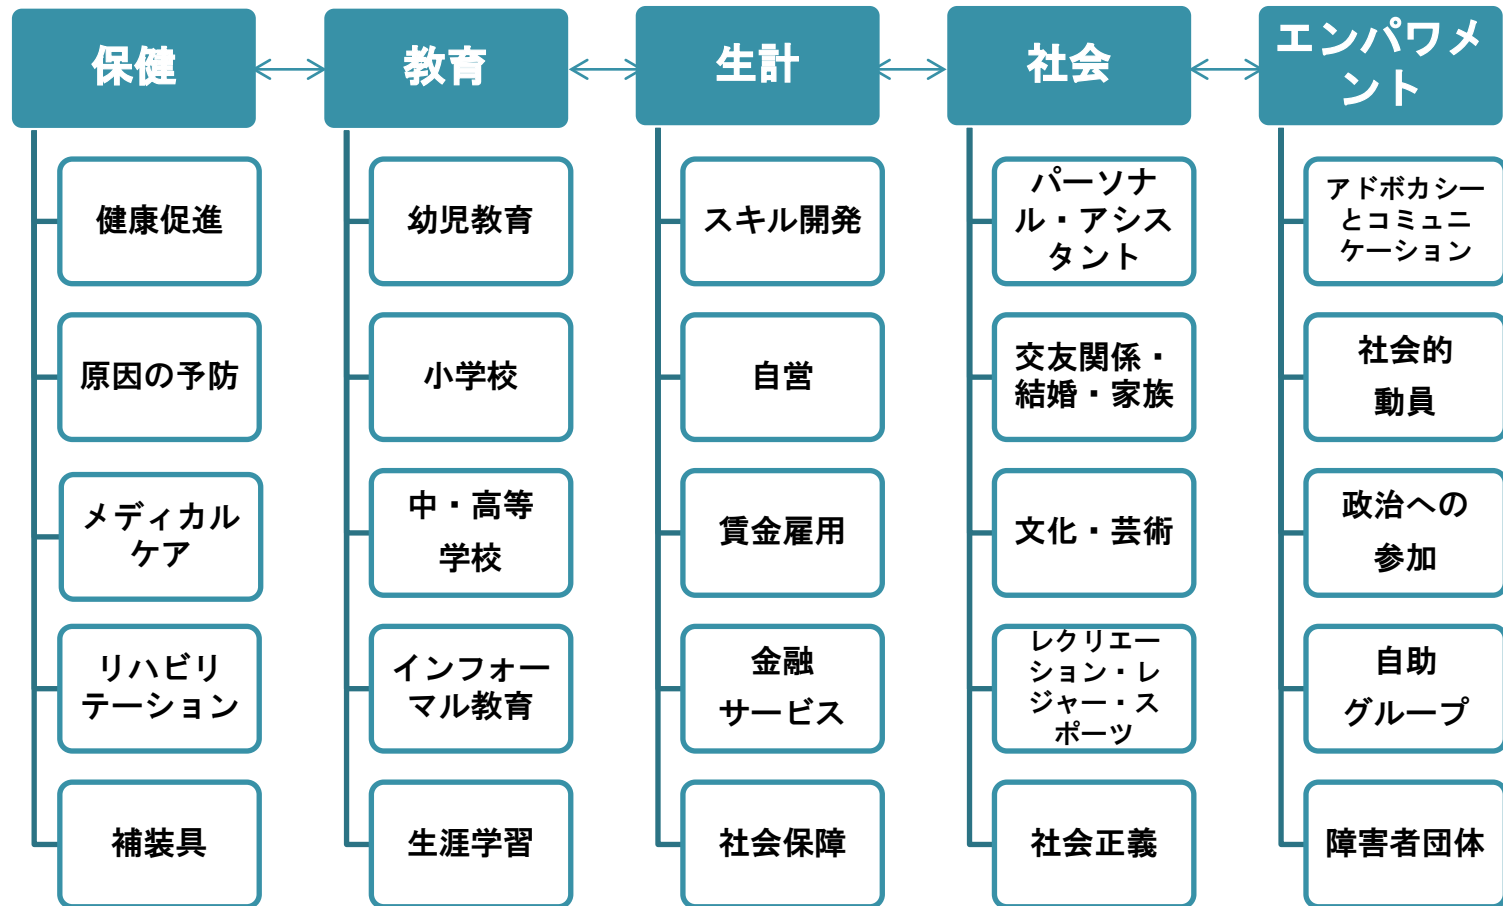 保健
教育
生計
社会
エンパワメ
ント
健康促進
原因の予防
メディカル
ケア
リハビリ
テーション
補装具
幼児教育
小学校
中・高等
学校
インフォー
マル教育
生涯学習
スキル開発
自営
賃金雇用
金融
サービス
社会保障
パーソナ
ル・アシス
タント
交友関係・
結婚・家族
文化・芸術
レクリエー
ション・レ
ジャー・ス
ポーツ
社会正義
アドボカシー
とコミュニ
ケーション
社会的
動員
政治への
参加
自助
グループ
障害者団体